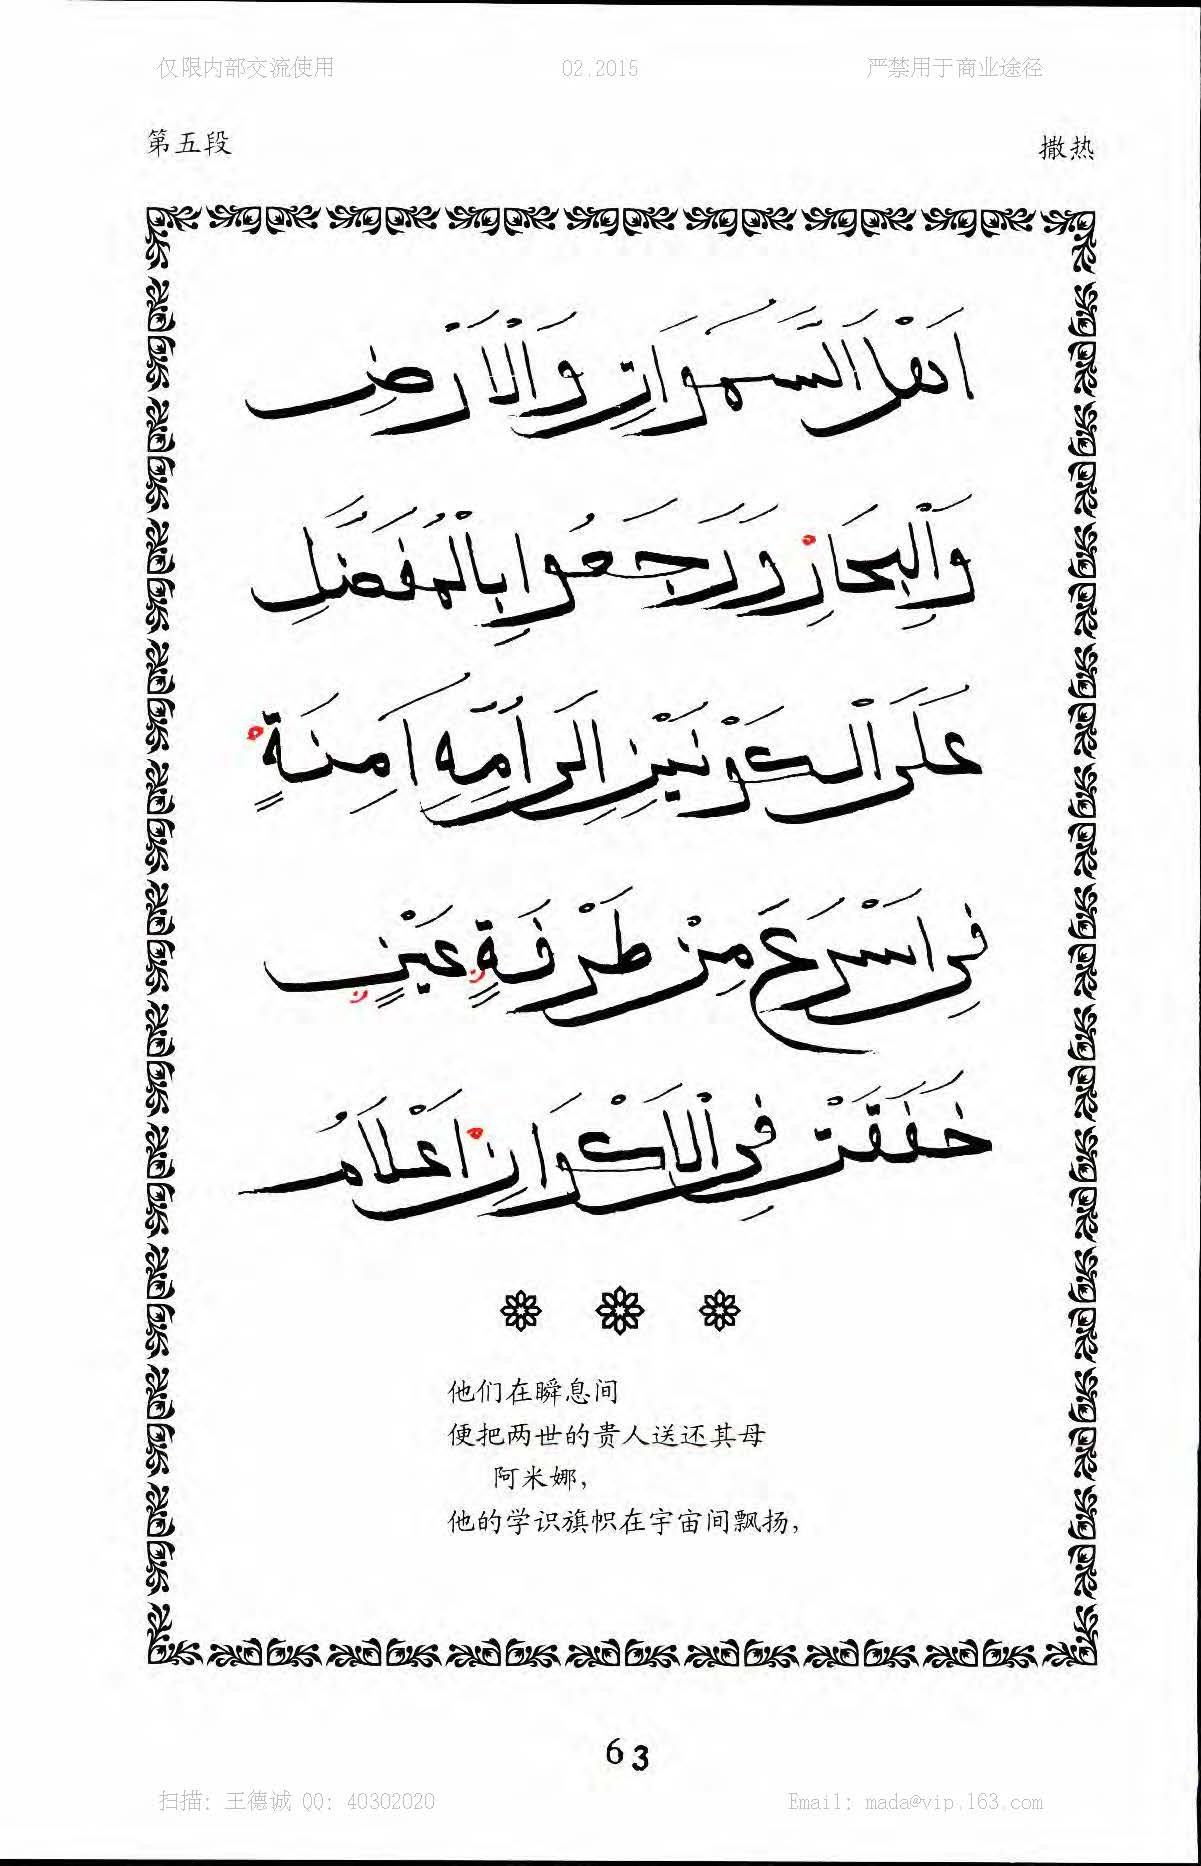 仅限内部交流使用 02.2015 严禁用于商业途径
第五段 撒热
اَهْلَ السَّمٰوَاتِ وَالْاَرْضِ
وَالْبِحَارِ وَرَجَعُوا بِالْمُفَضَّلِ
عَلَى الْكَوْنَيْنِ اِلٰى اُمِّهٖ اٰمِنَةٍ
فِى اَسْرَعَ مِنْ طَرْفَةِ عَيْنٍ
خَفَقَتْ فِى الْاَكْوَانِ اَعْلَامُ
他们在瞬息间
便把两世的贵人送还其母
阿米娜，
他的学识旗帜在宇宙间飘扬，
63
扫描: 王德诚 QQ: 40302020 Email: mada@vip.163.com